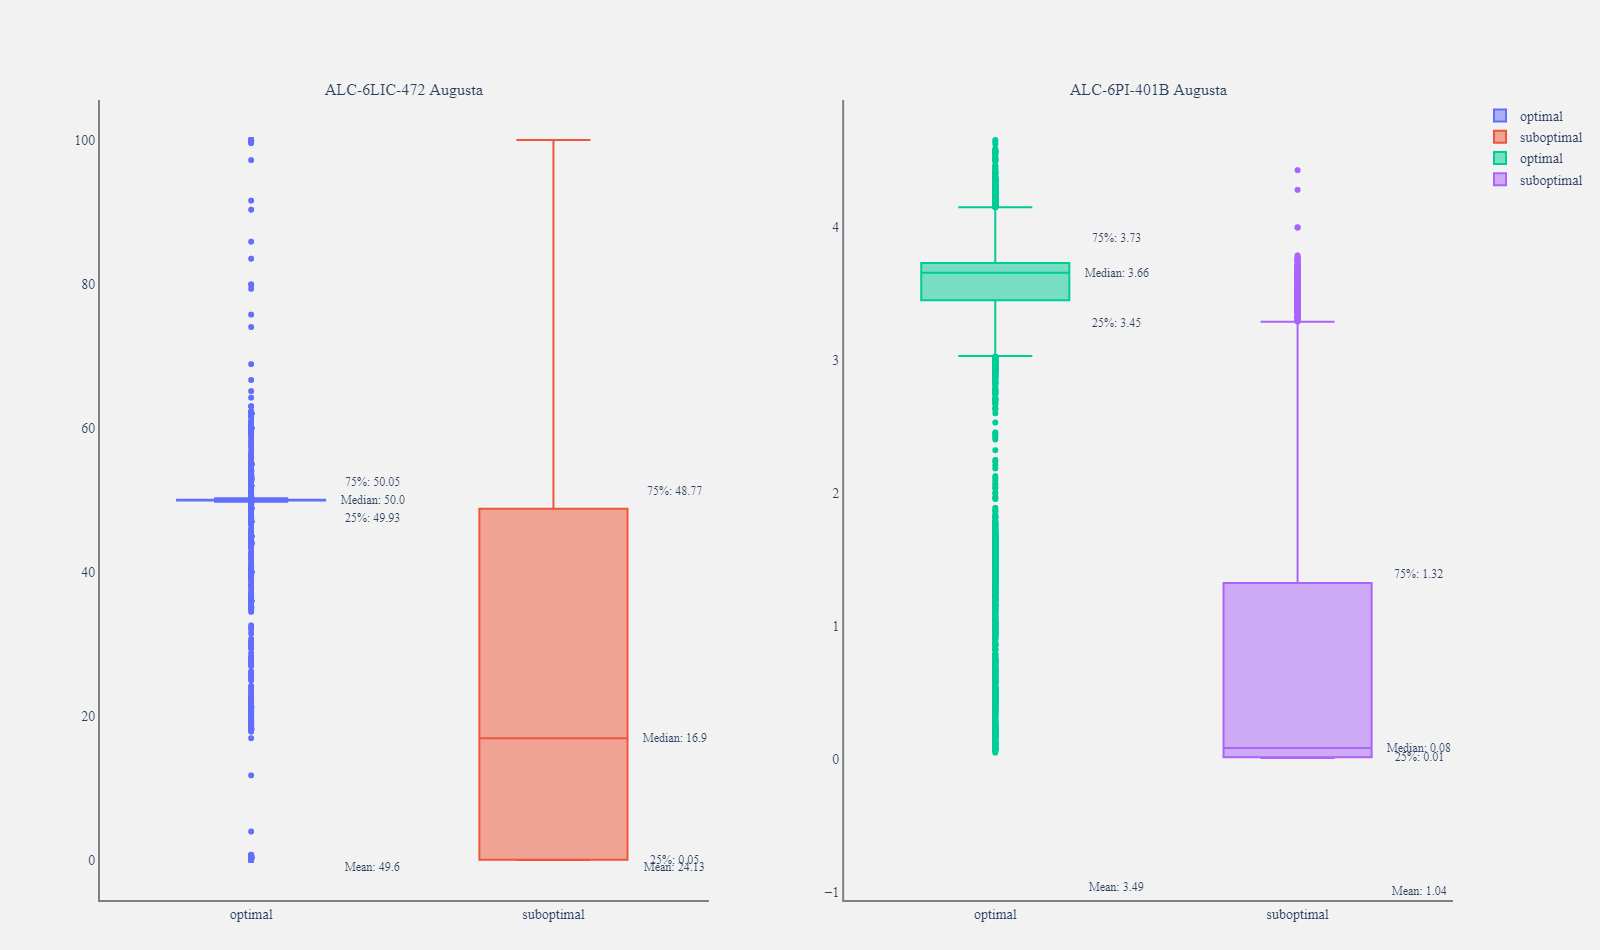 ALC-6LIC-472 Augusta
100
80
60
40
20
0
75%: 50.05
Median: 50.0
25%: 49.93
Mean: 49.6
75%: 48.77
Median: 16.9
25%: 0.05
Mean: 24.13
optimal
suboptimal
ALC-6PI-401B Augusta
4
3
2
1
0
−1
75%: 3.73
Median: 3.66
25%: 3.45
Mean: 3.49
75%: 1.32
Median: 0.08
25%: 0.01
Mean: 1.04
optimal
suboptimal
optimal
suboptimal
optimal
suboptimal